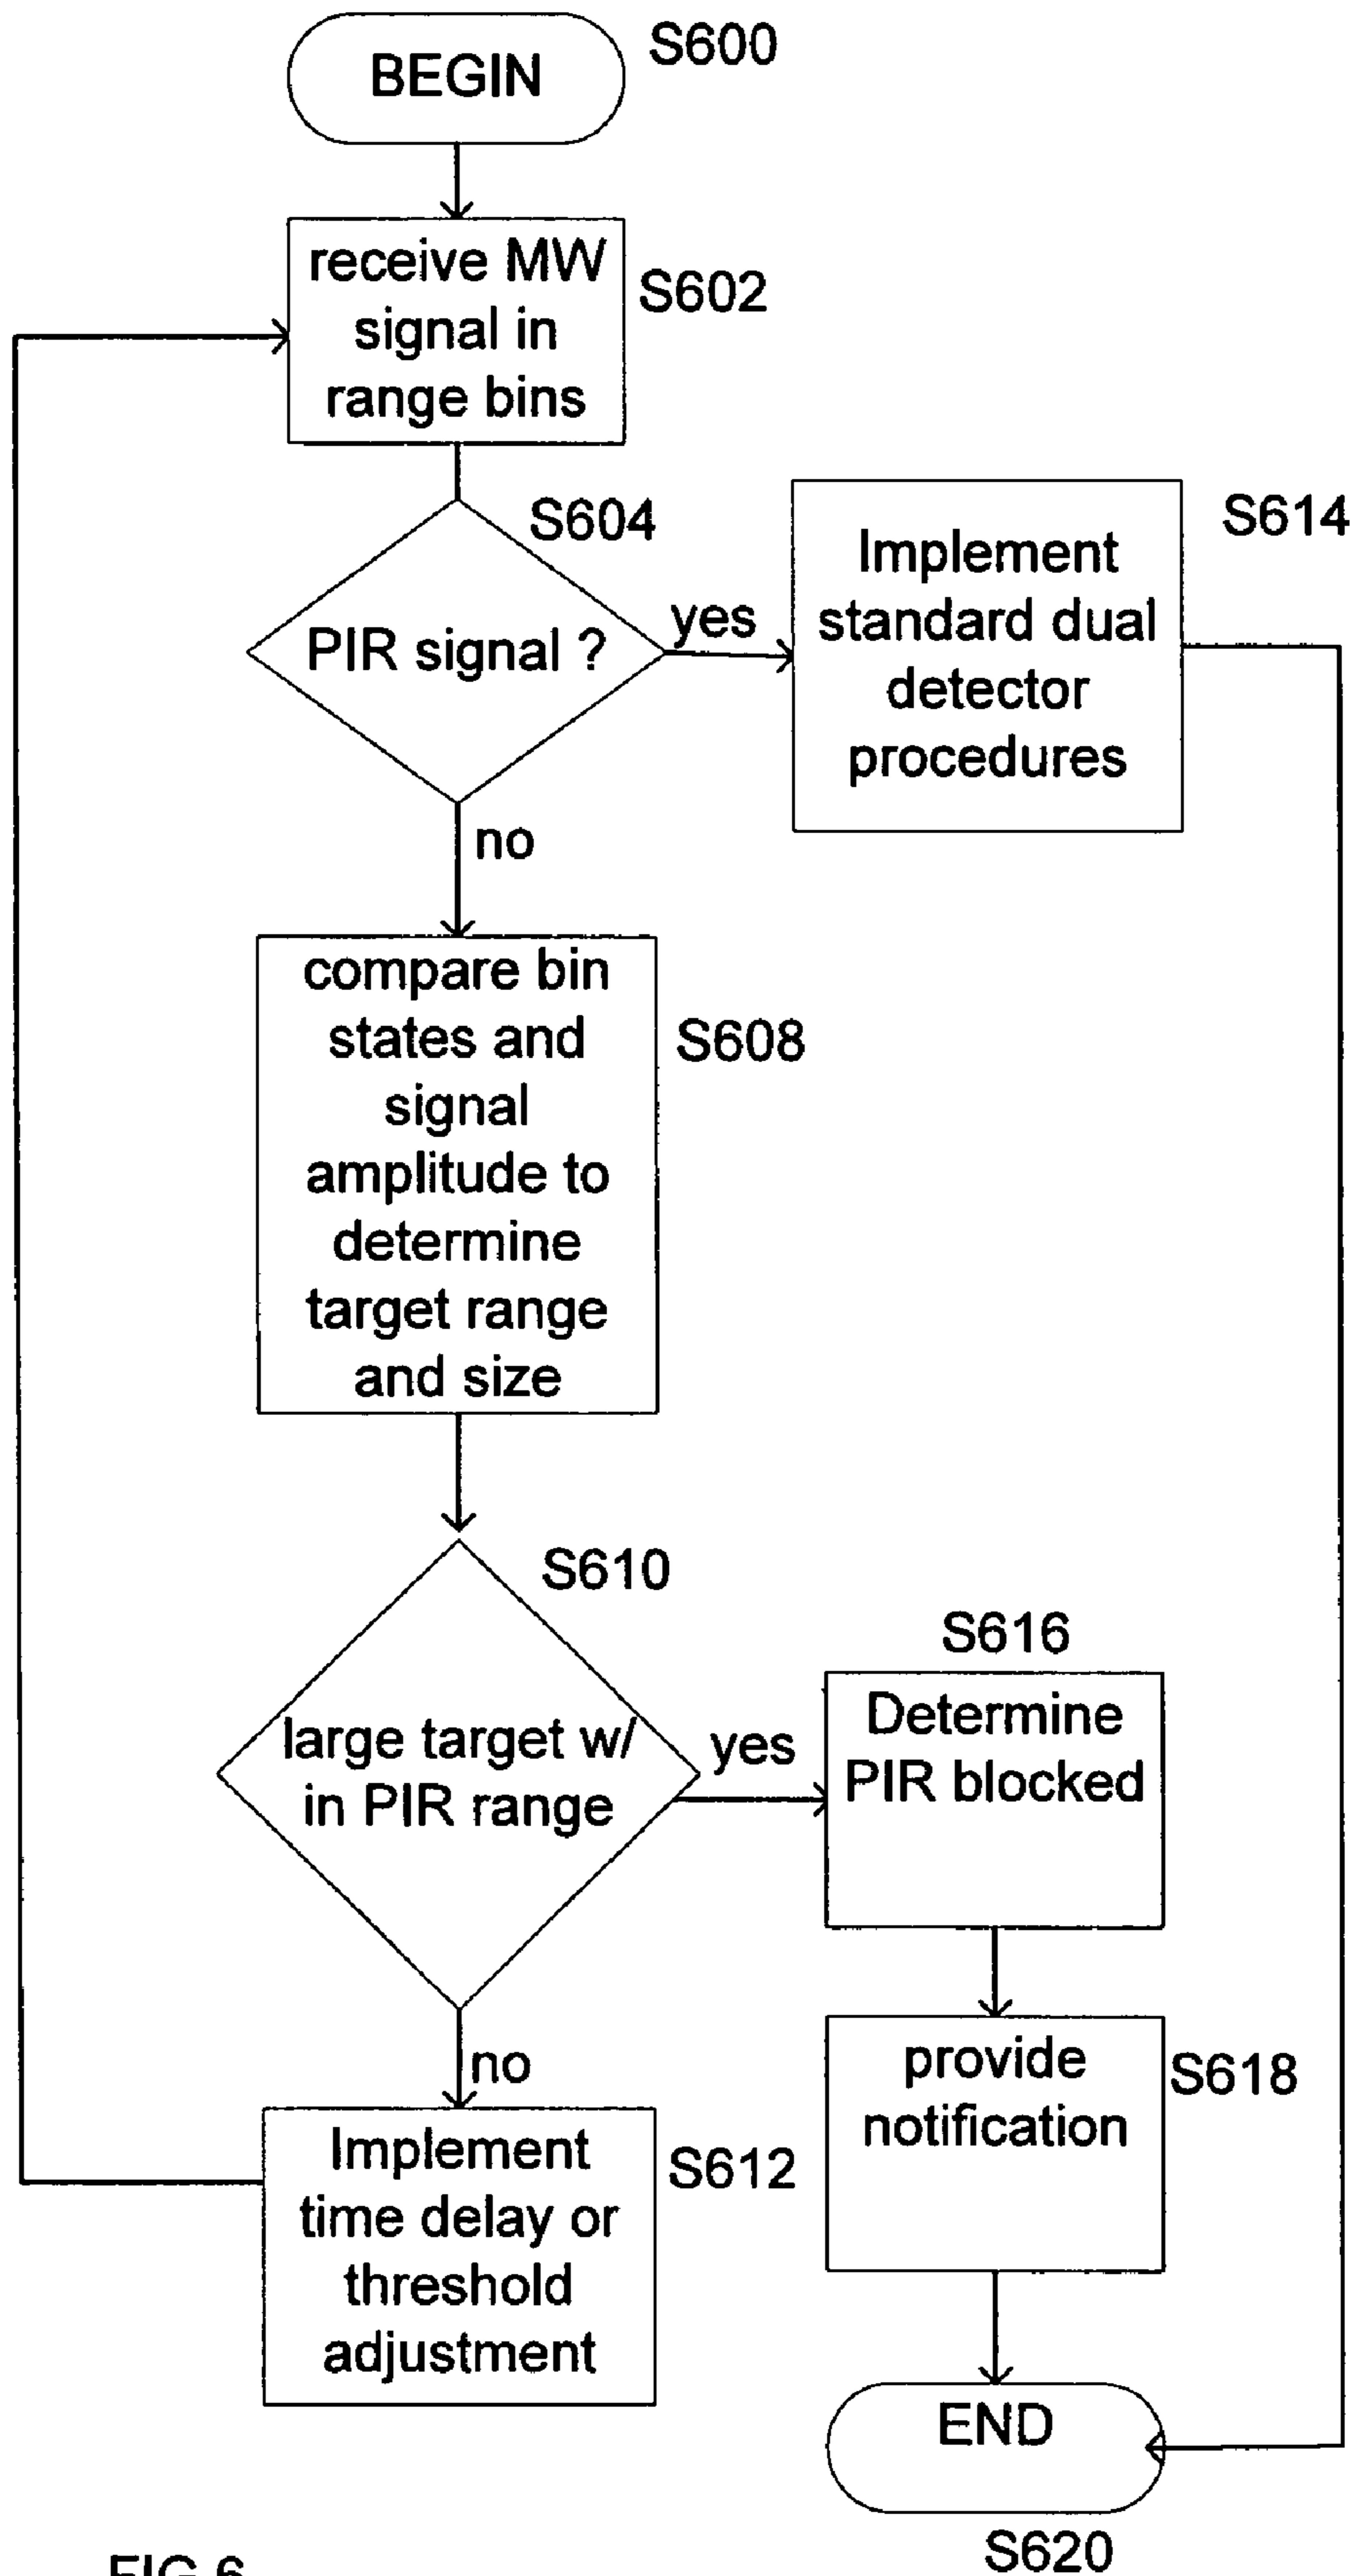 BEGIN
S600
receive MW
signal in
range bins
S602
S604
PIR signal ?
yes
no
Implement
standard dual
detector
procedures
S614
compare bin
states and
signal
amplitude to
determine
target range
and size
S608
S610
large target w/
in PIR range
yes
no
S616
Determine
PIR blocked
provide
notification
S618
Implement
time delay or
threshold
adjustment
S612
END
S620
FIG 6